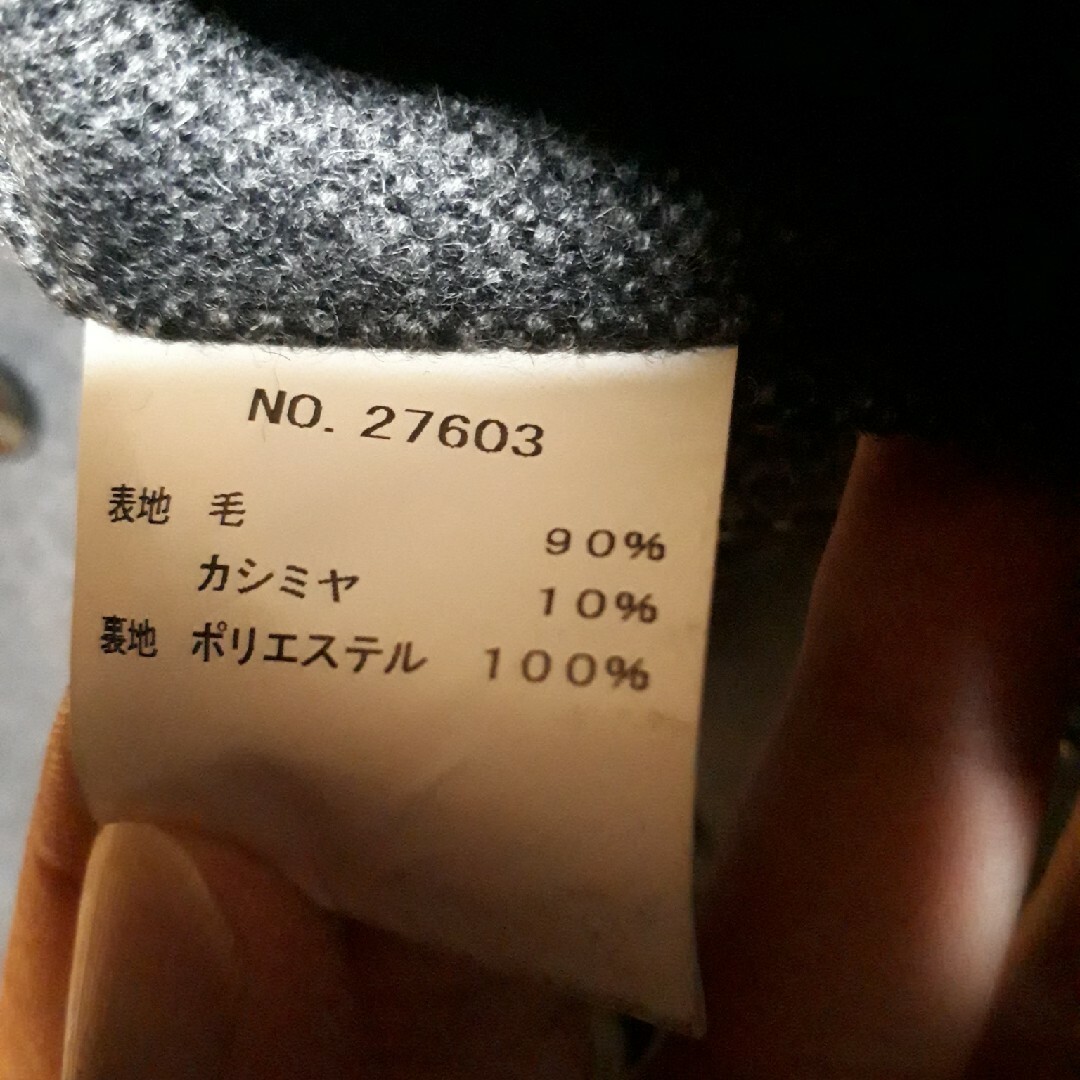 NO. 27603
表地 毛 90%
カシミヤ 10%
裏地 ポリエステル 100%